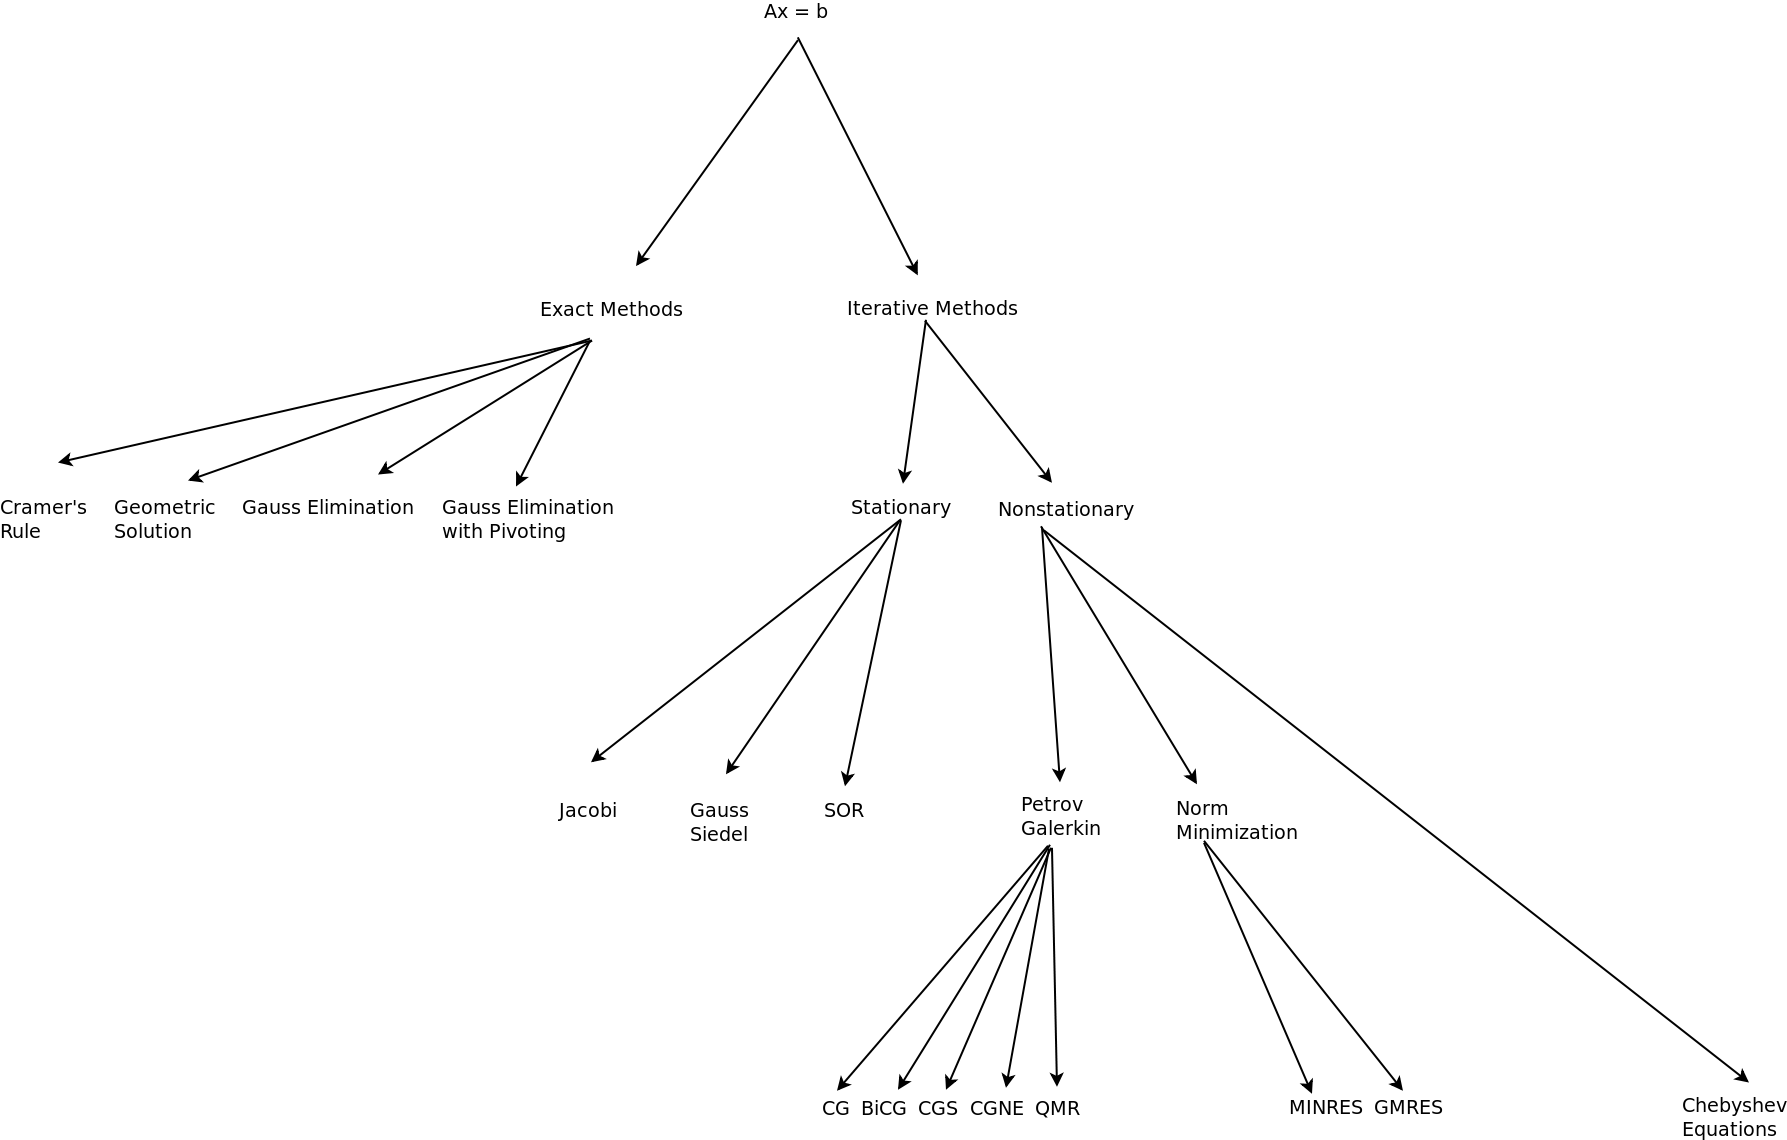 Ax = b
Exact Methods
Iterative Methods
Cramer's
Rule
Geometric
Solution
Gauss Elimination
Gauss Elimination
with Pivoting
Stationary
Nonstationary
Jacobi
Gauss
Siedel
SOR
Petrov
Galerkin
Norm
Minimization
CG
BiCG
CGS
CGNE
QMR
MINRES
GMRES
Chebyshev
Equations